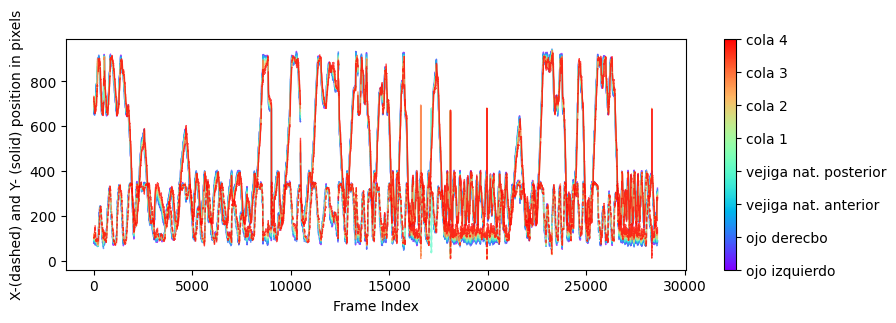 X-(dashed) and Y- (solid) position in pixels
800
600
400
200
0
0
5000
10000
15000
20000
25000
30000
Frame Index
cola 4
cola 3
cola 2
cola 1
vejiga nat. posterior
vejiga nat. anterior
ojo derecbo
ojo izquierdo